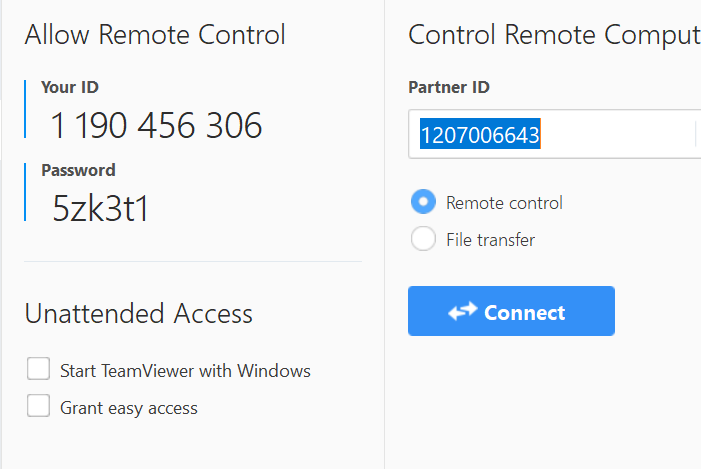 Allow Remote Control
Your ID
1 190 456 306
Password
5zk3t1
Unattended Access
Start TeamViewer with Windows
Grant easy access
Control Remote Comput
Partner ID
1207006643
Remote control
File transfer
Connect